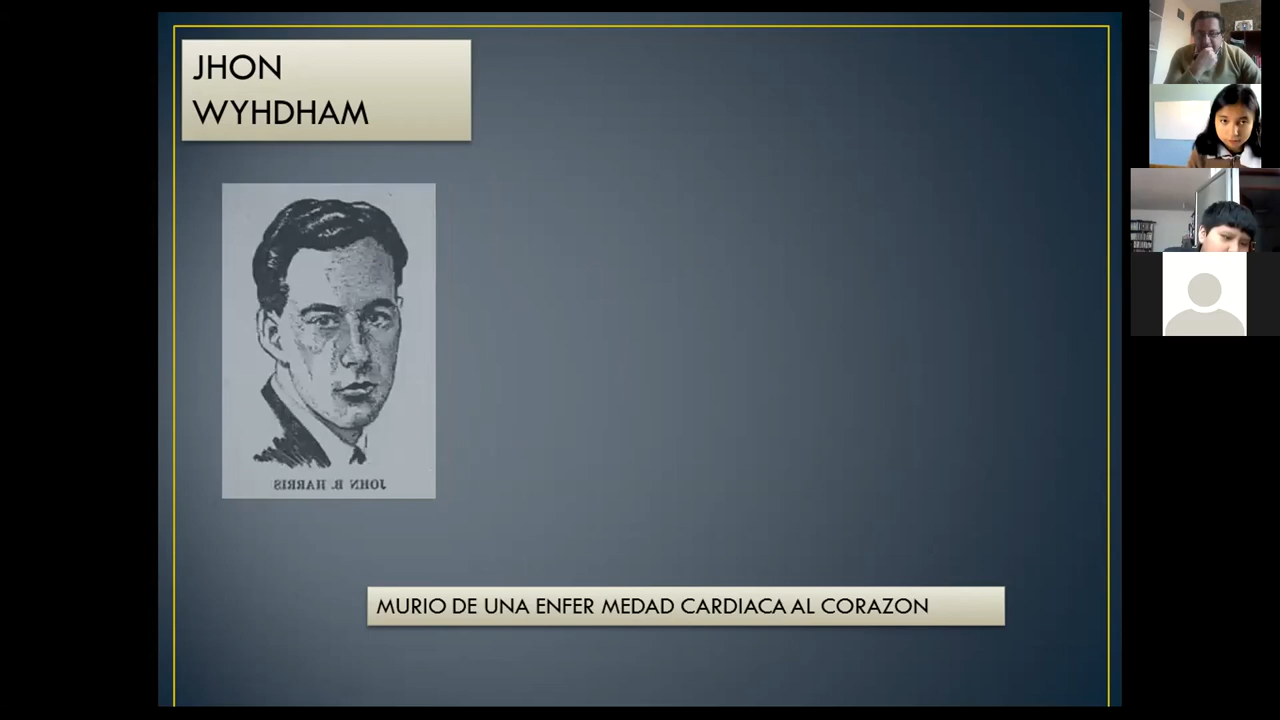 JHON
WYHDHAM
JOHN B. HARRIS
MURIO DE UNA ENFER MEDAD CARDIACA AL CORAZON